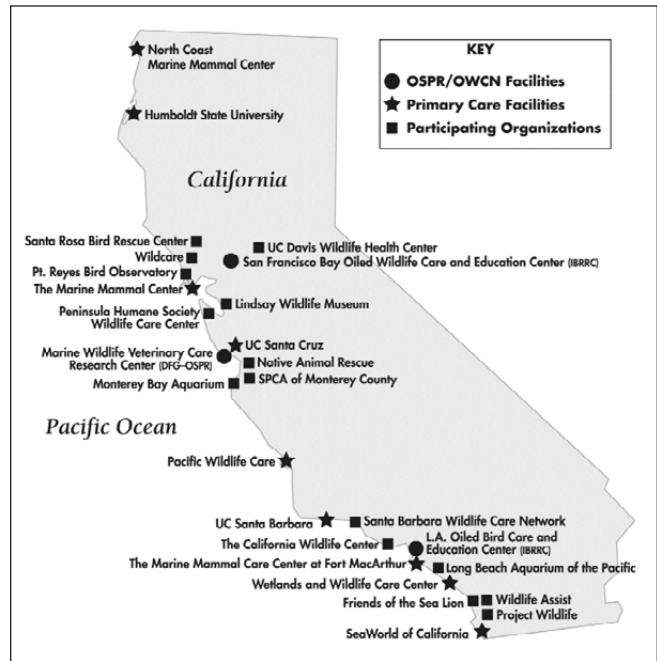 KEY
OSPR/OWCN Facilities
Primary Care Facilities
Participating Organizations
North Coast
Marine Mammal Center
Humboldt State University
California
Santa Rosa Bird Rescue Center
UC Davis Wildlife Health Center
Wildcare
San Francisco Bay Oiled Wildlife Care and Education Center (IBRRC)
Pt. Reyes Bird Observatory
The Marine Mammal Center
Lindsay Wildlife Museum
Peninsula Humane Society
Wildlife Care Center
UC Santa Cruz
Marine Wildlife Veterinary Care
Research Center (DFG–OSPR)
Native Animal Rescue
SPCA of Monterey County
Monterey Bay Aquarium
Pacific Ocean
Pacific Wildlife Care
UC Santa Barbara
Santa Barbara Wildlife Care Network
The California Wildlife Center
L.A. Oiled Bird Care and
Education Center (IBRRC)
The Marine Mammal Care Center at Fort MacArthur
Long Beach Aquarium of the Pacific
Wetlands and Wildlife Care Center
Friends of the Sea Lion
Wildlife Assist
Project Wildlife
SeaWorld of California